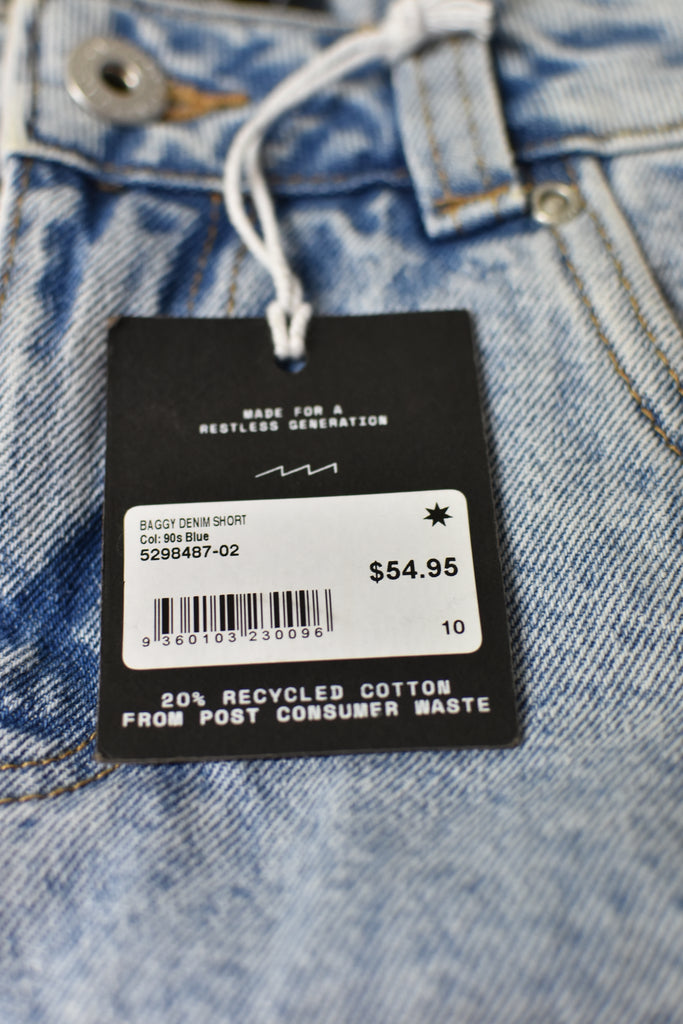 MADE FOR A
RESTLESS GENERATION
BAGGY DENIM SHORT
Col: 90s Blue
5298487-02
$54.95
9 360103 230096
10
20% RECYCLED COTTON
FROM POST CONSUMER WASTE